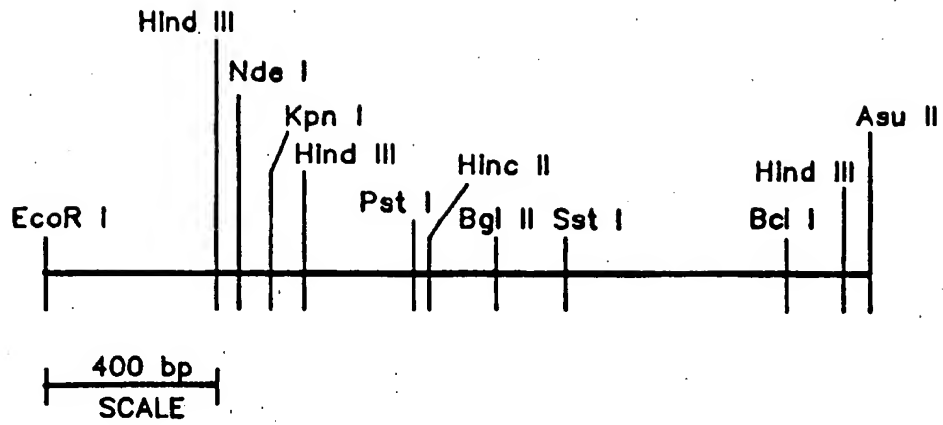 Hind III
Nde I
Kpn I
Asu II
Hind III
Hinc II
Hind III
Pst I
EcoR I
Bgl II
Sst I
Bcl I
400 bp
SCALE